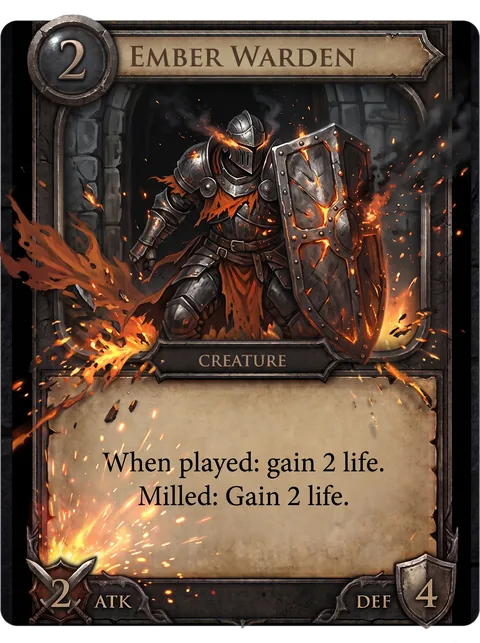 2
EMBER WARDEN
CREATURE
When played: gain 2 life.
Milled: Gain 2 life.
2 ATK
DEF 4